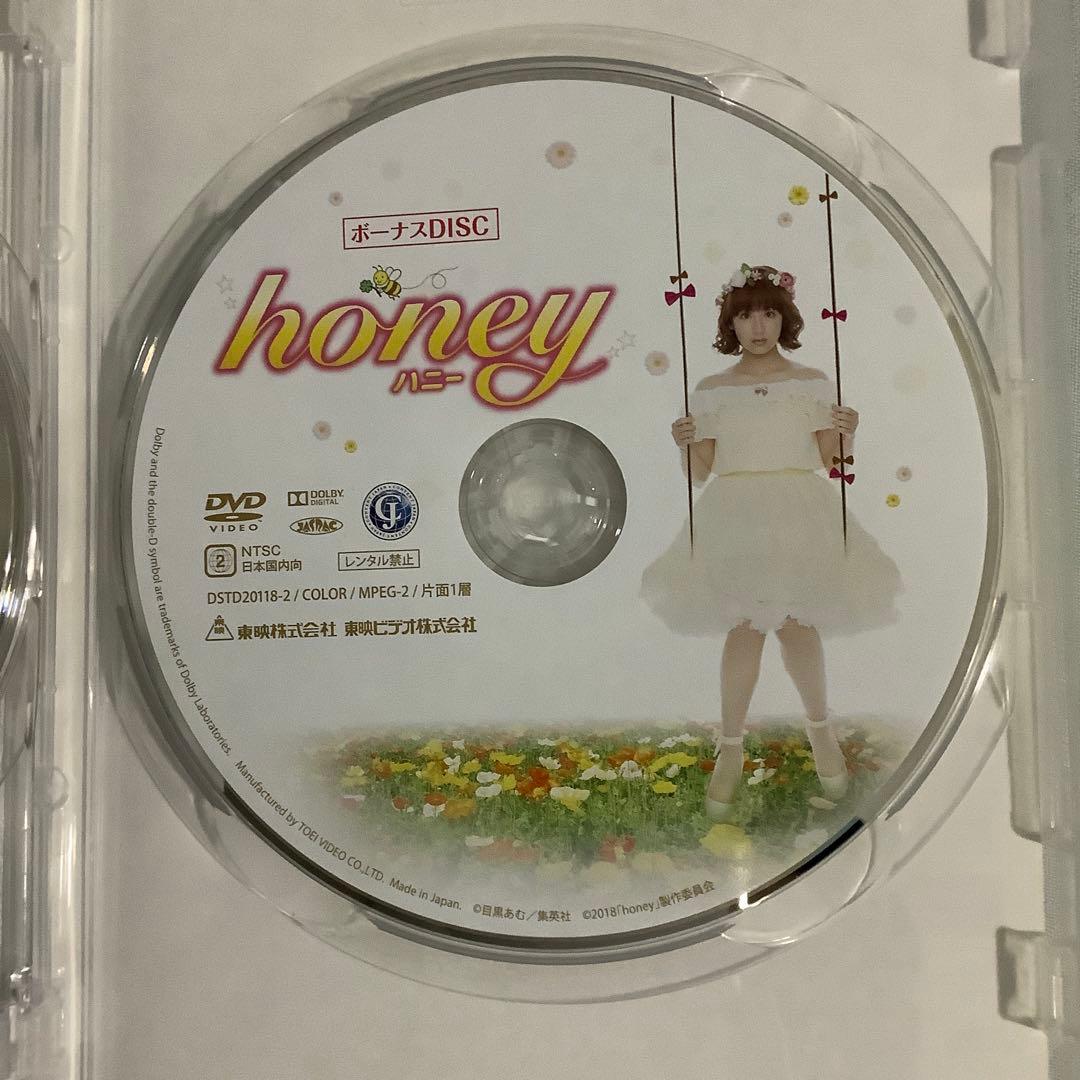 ボーナスDISC
honey
ハニー
DVD
VIDEO
DOLBY
DIGITAL
JASRAC
2
NTSC
日本国内向
レンタル禁止
DSTD20118-2 / COLOR / MPEG-2 / 片面1層
東映
東映株式会社 東映ビデオ株式会社
Dolby and the double-D symbol are trademarks of Dolby Laboratories. Manufactured by TOEI VIDEO CO.,LTD. Made in Japan. ©目黒あむ／集英社 ©2018「honey」製作委員会